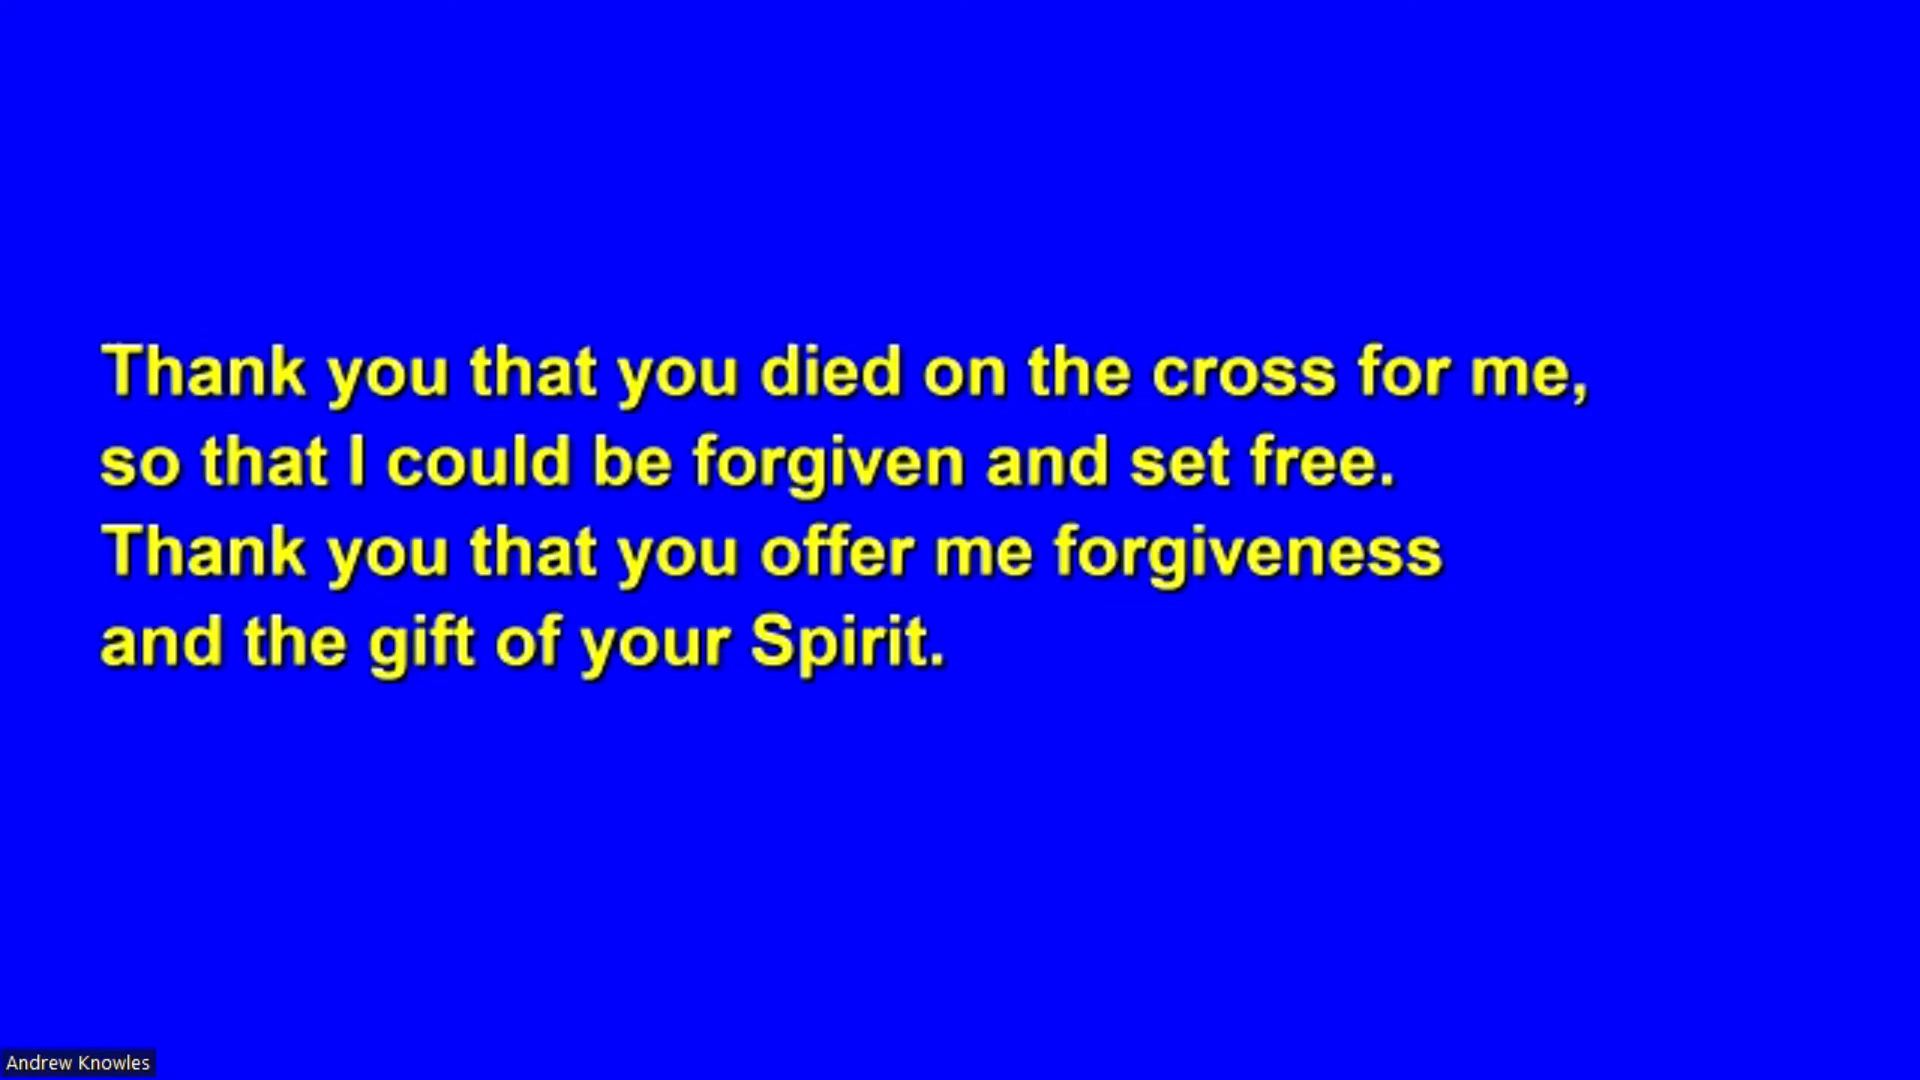 Thank you that you died on the cross for me,
so that I could be forgiven and set free.
Thank you that you offer me forgiveness
and the gift of your Spirit.
Andrew Knowles